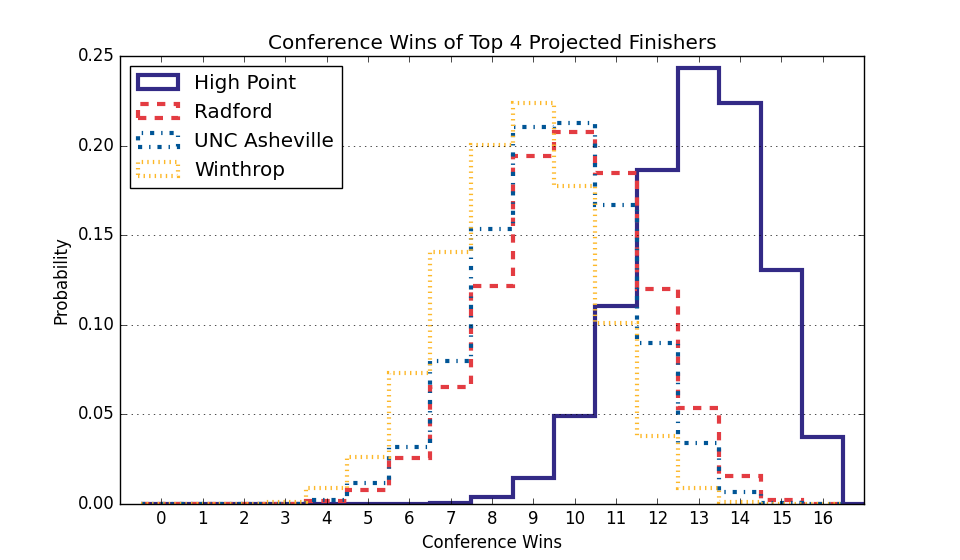 Conference Wins of Top 4 Projected Finishers
High Point
Radford
UNC Asheville
Winthrop
Probability
0.25
0.20
0.15
0.10
0.05
0.00
0 1 2 3 4 5 6 7 8 9 10 11 12 13 14 15 16
Conference Wins